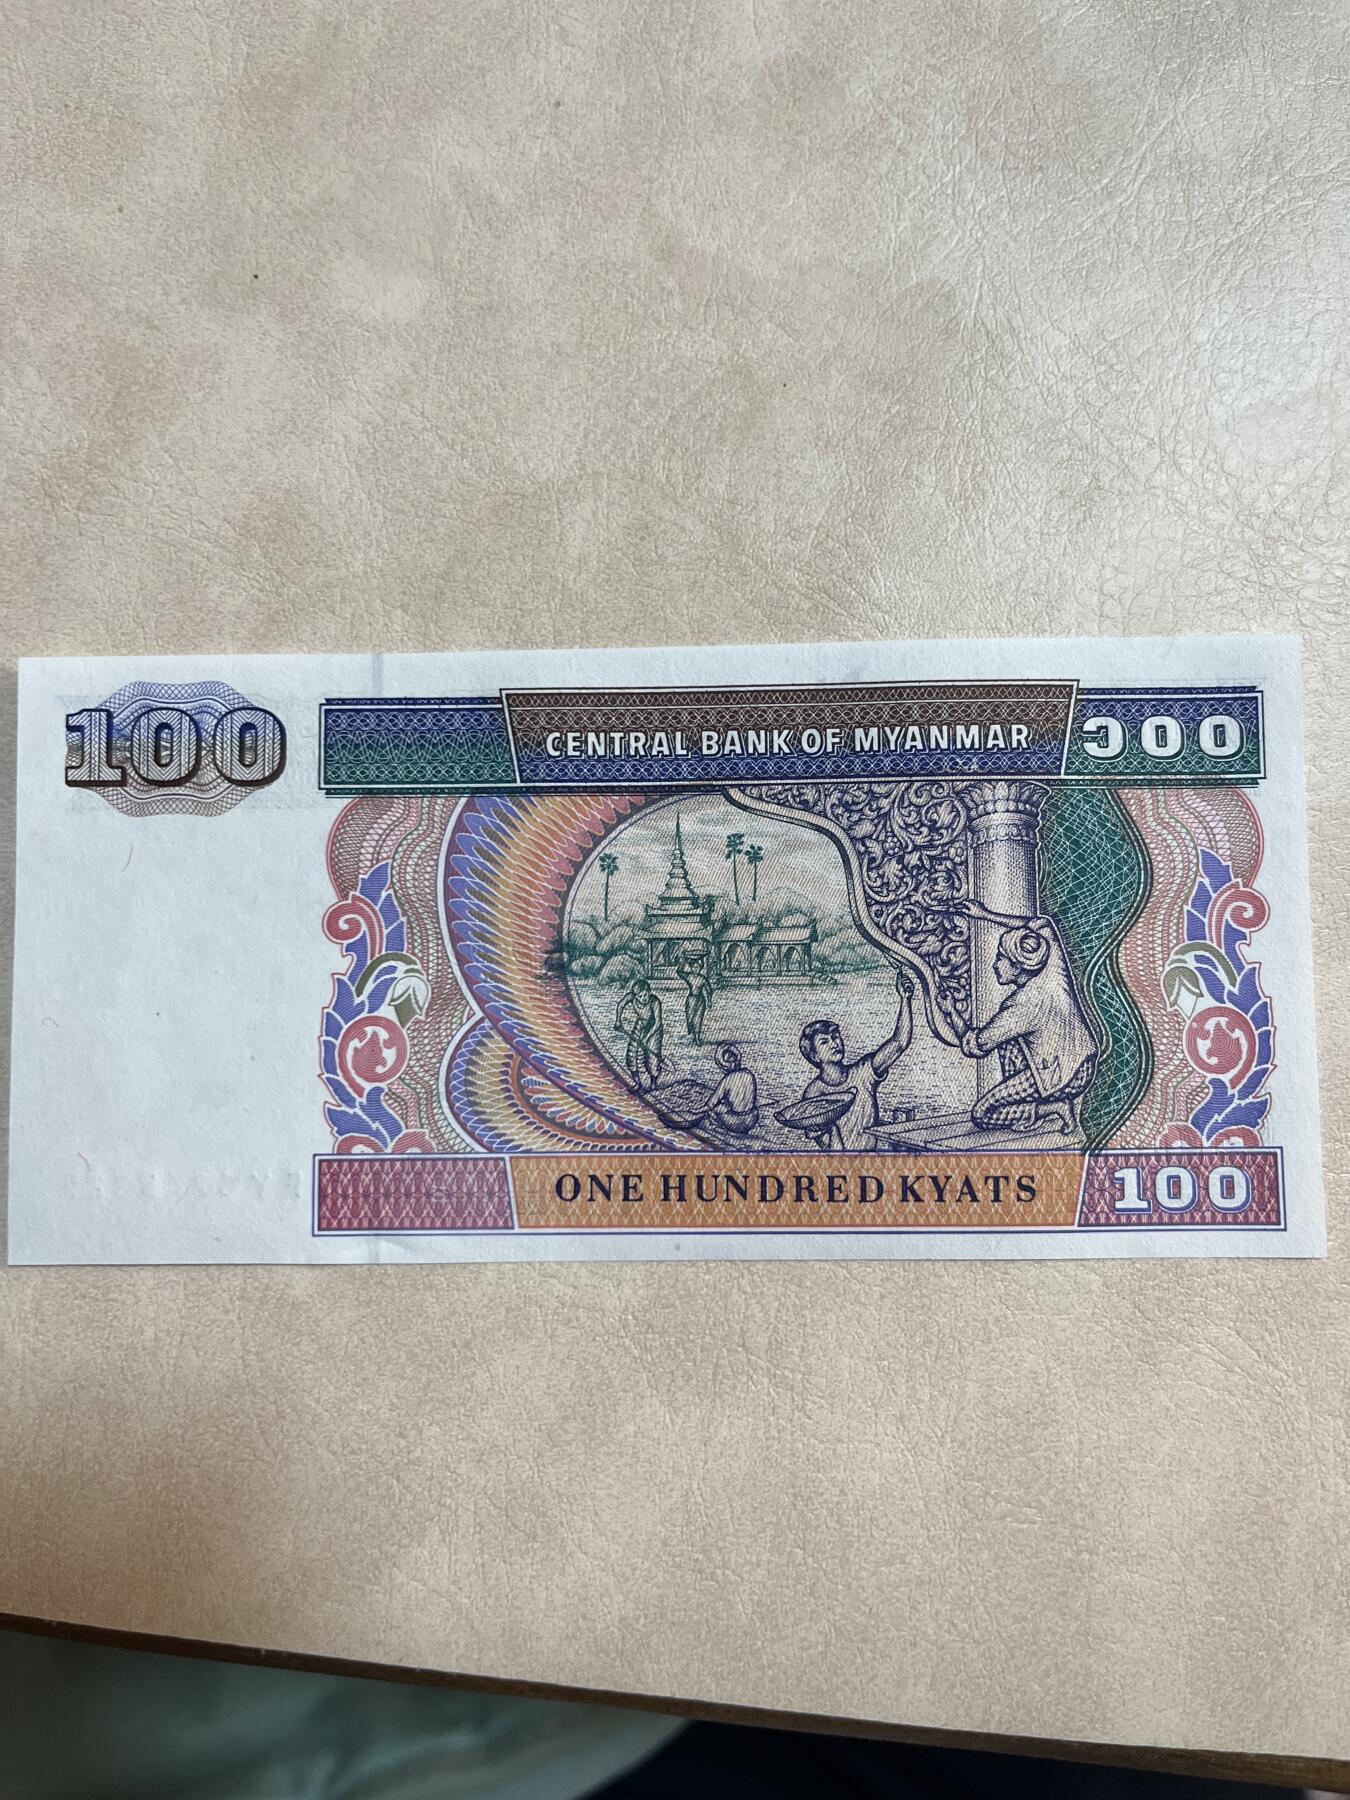 100
CENTRAL BANK OF MYANMAR
၁၀၀
ONE HUNDRED KYATS
100